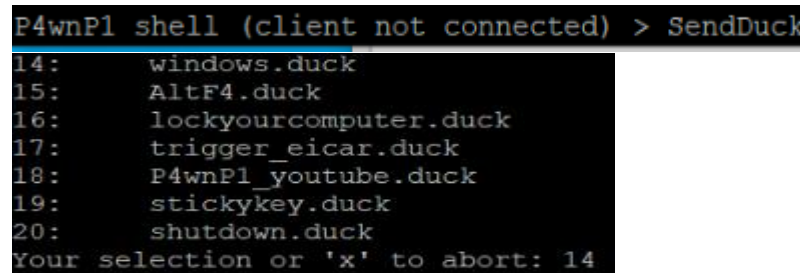 P4wnP1 shell (client not connected) > SendDuck
14:     windows.duck
15:     AltF4.duck
16:     lockyourcomputer.duck
17:     trigger_eicar.duck
18:     P4wnP1_youtube.duck
19:     stickykey.duck
20:     shutdown.duck
Your selection or 'x' to abort: 14